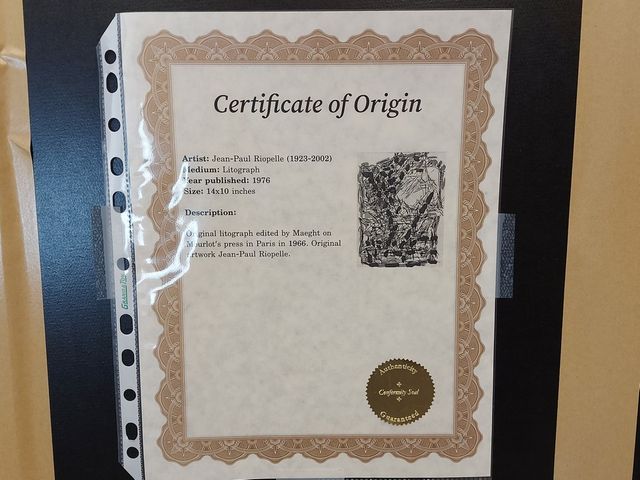 Certificate of Origin
Artist: Jean-Paul Riopelle (1923-2002)
Medium: Litograph
Year published: 1976
Size: 14x10 inches
Description:
Original litograph edited by Maeght on
Mourlot's press in Paris in 1966. Original
artwork Jean-Paul Riopelle.
Authenticity
Conformity Seal
Guaranteed